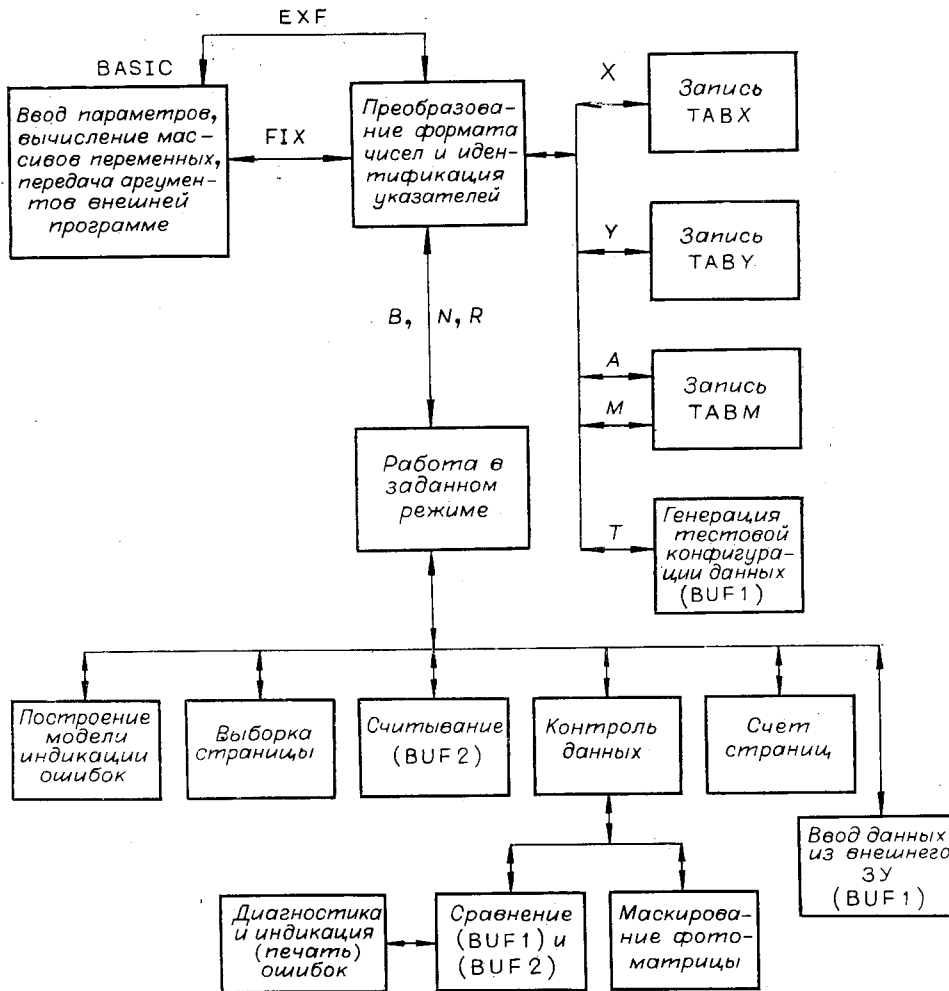 EXF
BASIC
Ввод параметров,
вычисление мас-
сивов переменных,
передача аргумен-
тов внешней
программе
FIX
Преобразова-
ние формата
чисел и иден-
тификация
указателей
X
Запись
TABX
Y
Запись
TABY
A
M
Запись
TABM
T
Генерация
тестовой
конфигура-
ции данных
(BUF1)
B, N, R
Работа в
заданном
режиме
Построение
модели
индикации
ошибок
Выборка
страницы
Считывание
(BUF2)
Контроль
данных
Счет
страниц
Ввод данных
из внешнего
ЗУ
(BUF1)
Диагностика
и индикация
(печать)
ошибок
Сравнение
(BUF1) и
(BUF2)
Маскирова-
ние фото-
матрицы